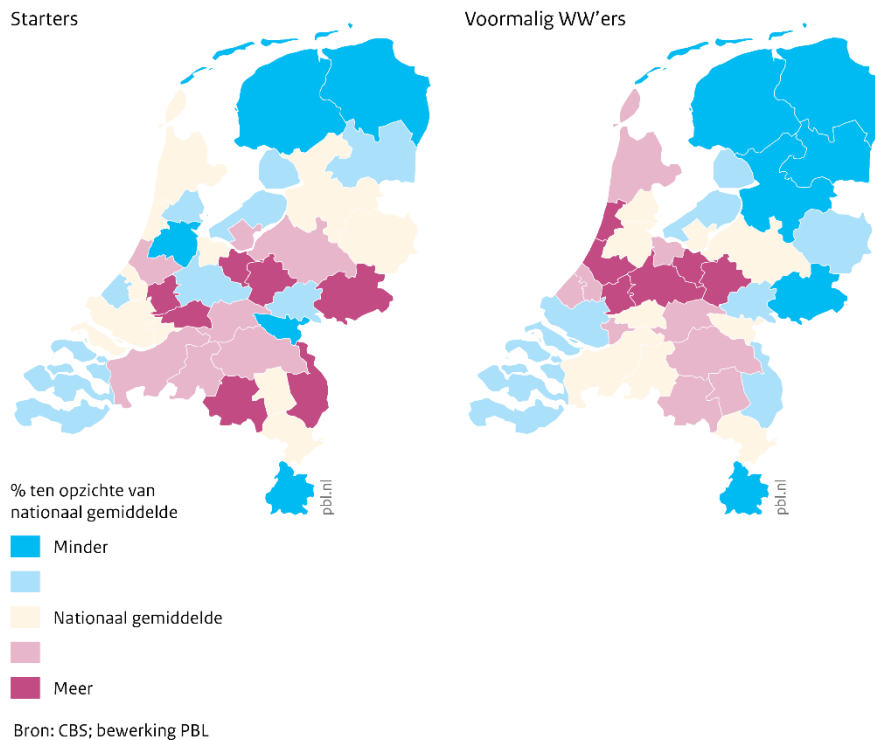 Starters
Voormalig WW'ers
pbl.nl
pbl.nl
% ten opzichte van
nationaal gemiddelde
Minder
Nationaal gemiddelde
Meer
Bron: CBS; bewerking PBL